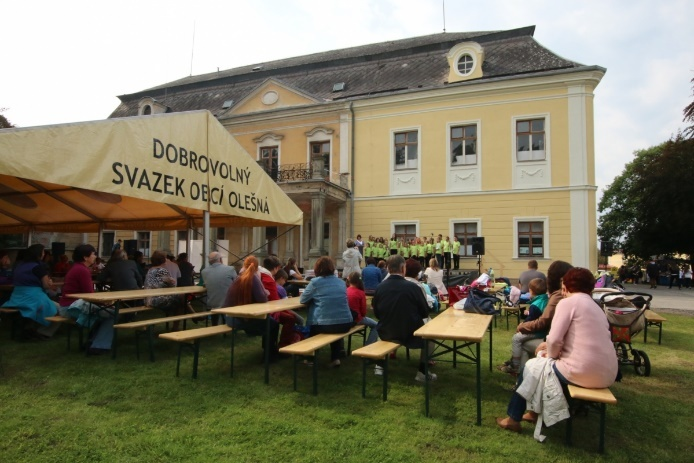 DOBROVOLNÝ
SVAZEK OBCÍ OLEŠNÁ